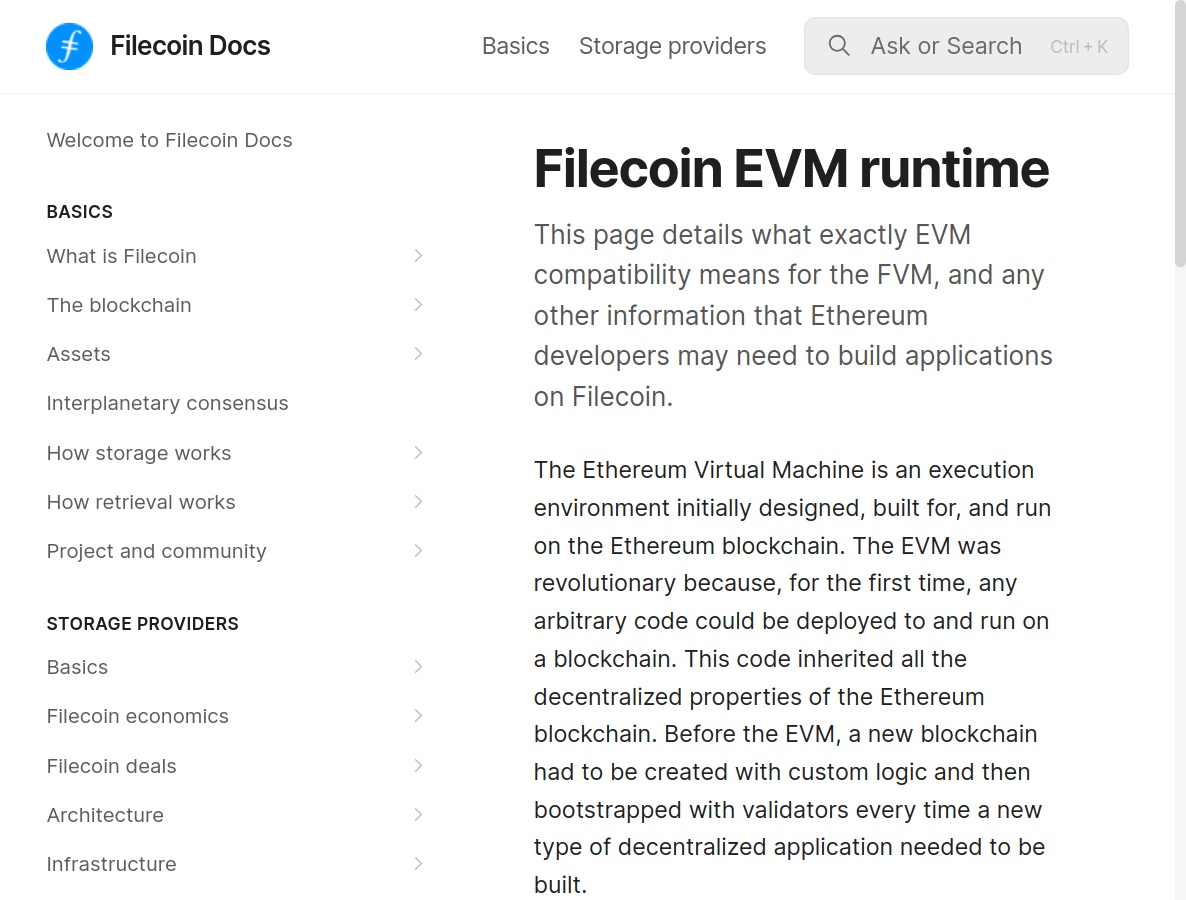 Filecoin Docs
Basics
Storage providers
Ask or Search
Ctrl + K
Welcome to Filecoin Docs
BASICS
What is Filecoin
The blockchain
Assets
Interplanetary consensus
How storage works
How retrieval works
Project and community
STORAGE PROVIDERS
Basics
Filecoin economics
Filecoin deals
Architecture
Infrastructure
Filecoin EVM runtime
This page details what exactly EVM
compatibility means for the FVM, and any
other information that Ethereum
developers may need to build applications
on Filecoin.
The Ethereum Virtual Machine is an execution
environment initially designed, built for, and run
on the Ethereum blockchain. The EVM was
revolutionary because, for the first time, any
arbitrary code could be deployed to and run on
a blockchain. This code inherited all the
decentralized properties of the Ethereum
blockchain. Before the EVM, a new blockchain
had to be created with custom logic and then
bootstrapped with validators every time a new
type of decentralized application needed to be
built.